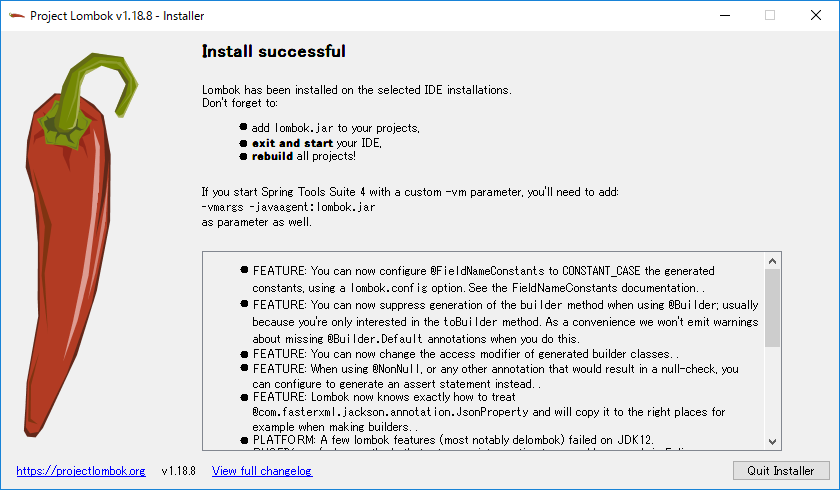 Project Lombok v1.18.8 - Installer
Install successful
Lombok has been installed on the selected IDE installations.
Don't forget to:
add lombok.jar to your projects,
exit and start your IDE,
rebuild all projects!
If you start Spring Tools Suite 4 with a custom -vm parameter, you'll need to add:
-vmargs -javaagent:lombok.jar
as parameter as well.
FEATURE: You can now configure @FieldNameConstants to CONSTANT_CASE the generated
constants, using a lombok.config option. See the FieldNameConstants documentation. .
FEATURE: You can now suppress generation of the builder method when using @Builder; usually
because you're only interested in the toBuilder method. As a convenience we won't emit warnings
about missing @Builder.Default annotations when you do this.
FEATURE: You can now change the access modifier of generated builder classes. .
FEATURE: When using @NonNull, or any other annotation that would result in a null-check, you
can configure to generate an assert statement instead. .
FEATURE: Lombok now knows exactly how to treat
@com.fasterxml.jackson.annotation.JsonProperty and will copy it to the right places for
example when making builders. .
PLATFORM: A few lombok features (most notably delombok) failed on JDK12.
https://projectlombok.org v1.18.8 View full changelog Quit Installer